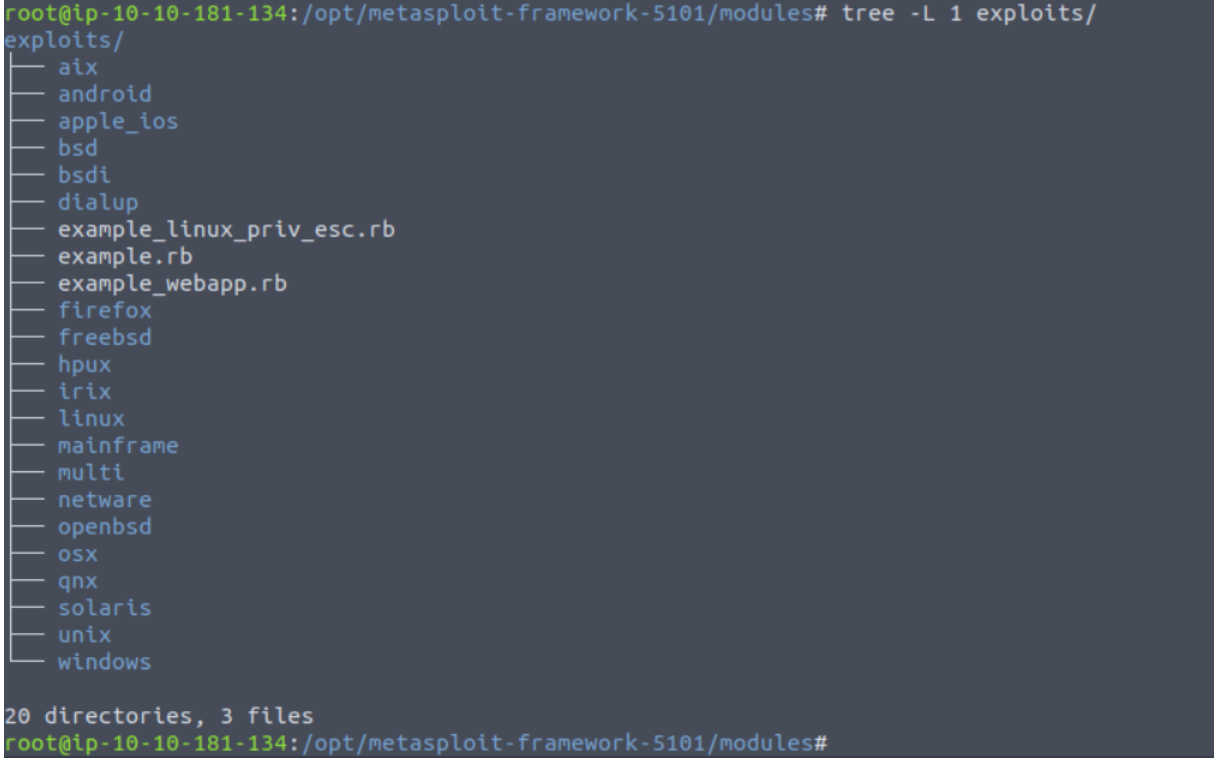 root@ip-10-10-181-134:/opt/metasploit-framework-5101/modules# tree -L 1 exploits/
exploits/
├── aix
├── android
├── apple_ios
├── bsd
├── bsdi
├── dialup
├── example_linux_priv_esc.rb
├── example.rb
├── example_webapp.rb
├── firefox
├── freebsd
├── hpux
├── irix
├── linux
├── mainframe
├── multi
├── netware
├── openbsd
├── osx
├── qnx
├── solaris
├── unix
└── windows
20 directories, 3 files
root@ip-10-10-181-134:/opt/metasploit-framework-5101/modules#